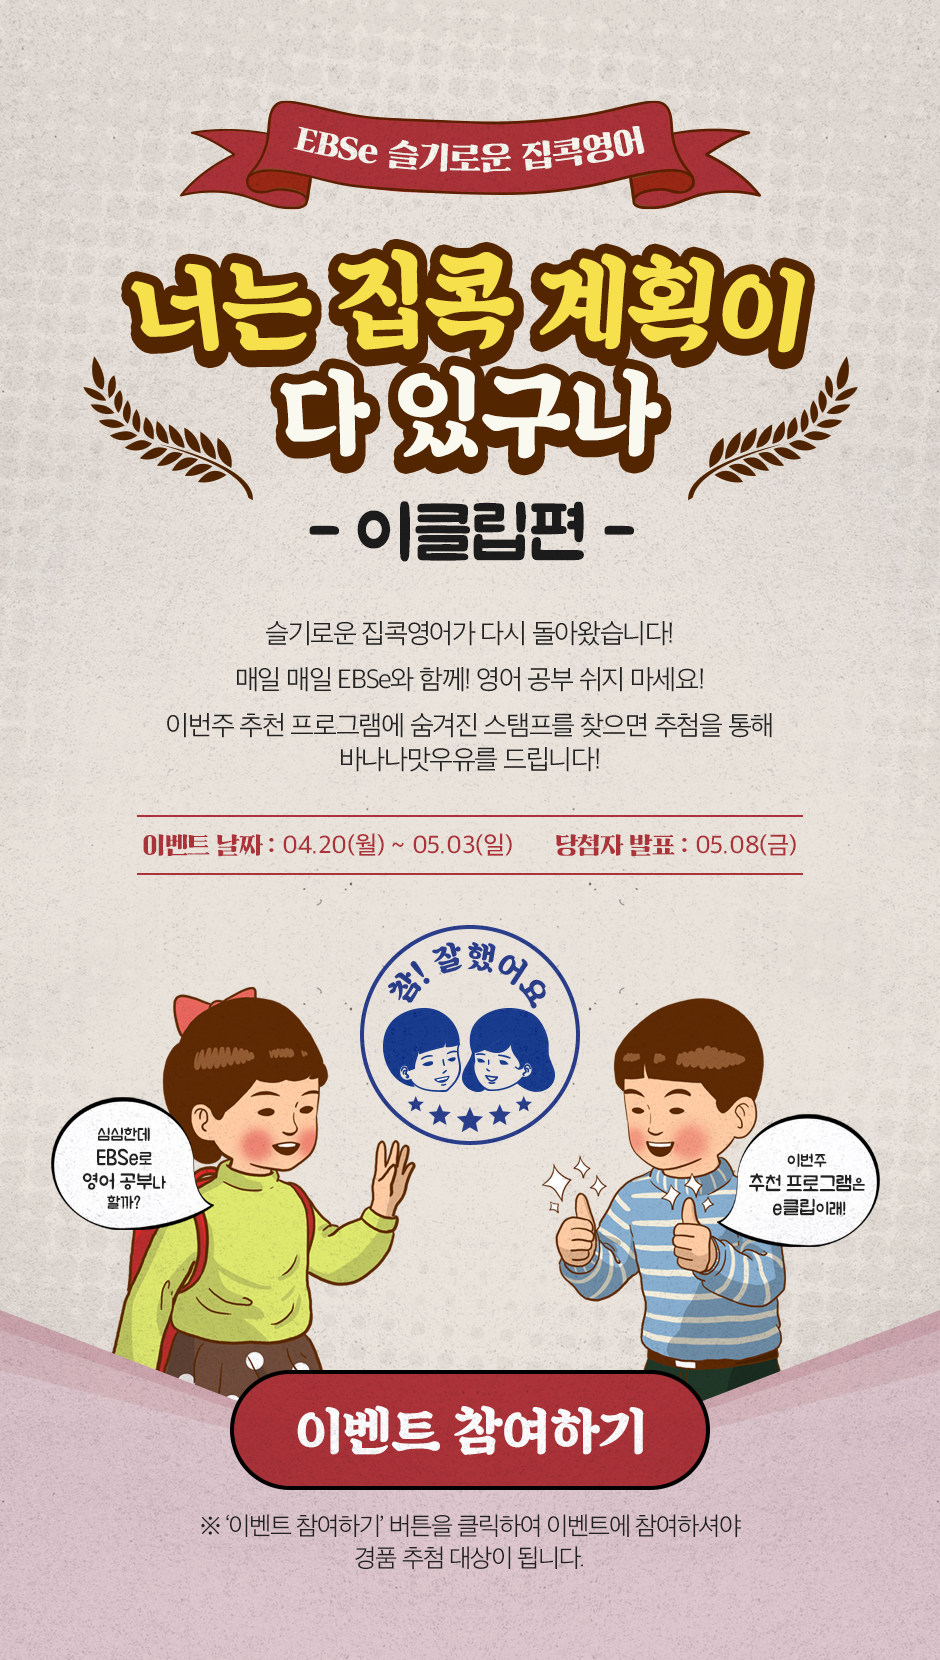 EBSe 슬기로운 집콕영어
너는 집콕 계획이
다 있구나
- 이클립편 -
슬기로운 집콕영어가 다시 돌아왔습니다!
매일 매일 EBSe와 함께! 영어 공부 쉬지 마세요!
이번주 추천 프로그램에 숨겨진 스탬프를 찾으면 추첨을 통해
바나나맛우유를 드립니다!
이벤트 날짜 : 04.20(월) ~ 05.03(일) 당첨자 발표 : 05.08(금)
참! 잘했어요
심심한데
EBSe로
영어 공부나
할까?
이번주
추천 프로그램은
e클립이래!
이벤트 참여하기
※ ‘이벤트 참여하기’ 버튼을 클릭하여 이벤트에 참여하셔야
경품 추첨 대상이 됩니다.